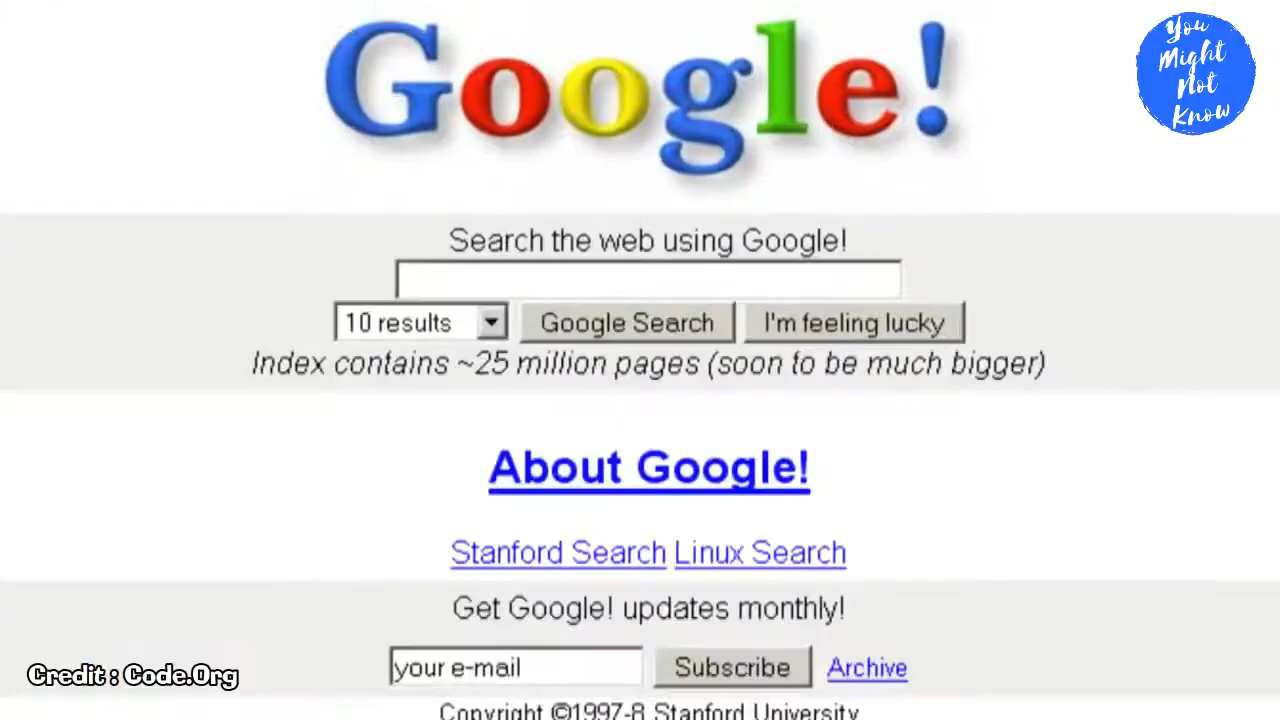 Google!
You
Might
Not
Know
Search the web using Google!
10 results Google Search I'm feeling lucky
Index contains ~25 million pages (soon to be much bigger)
About Google!
Stanford Search Linux Search
Get Google! updates monthly!
your e-mail Subscribe Archive
Credit : Code.Org
Copyright ©1997-8 Stanford University